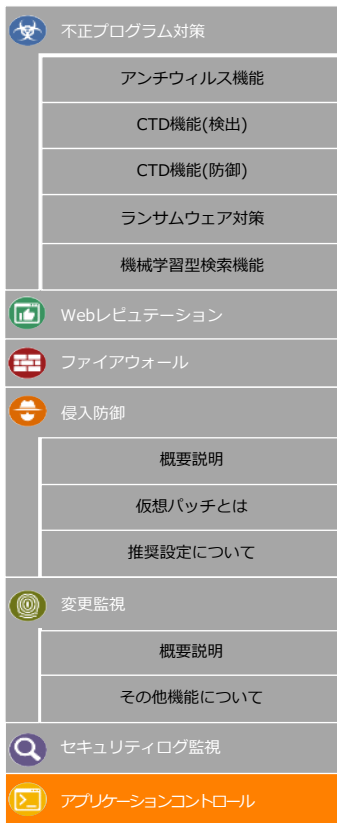 不正プログラム対策
アンチウィルス機能
CTD機能(検出)
CTD機能(防御)
ランサムウェア対策
機械学習型検索機能
Webレピュテーション
ファイアウォール
侵入防御
概要説明
仮想パッチとは
推奨設定について
変更監視
概要説明
その他機能について
セキュリティログ監視
アプリケーションコントロール